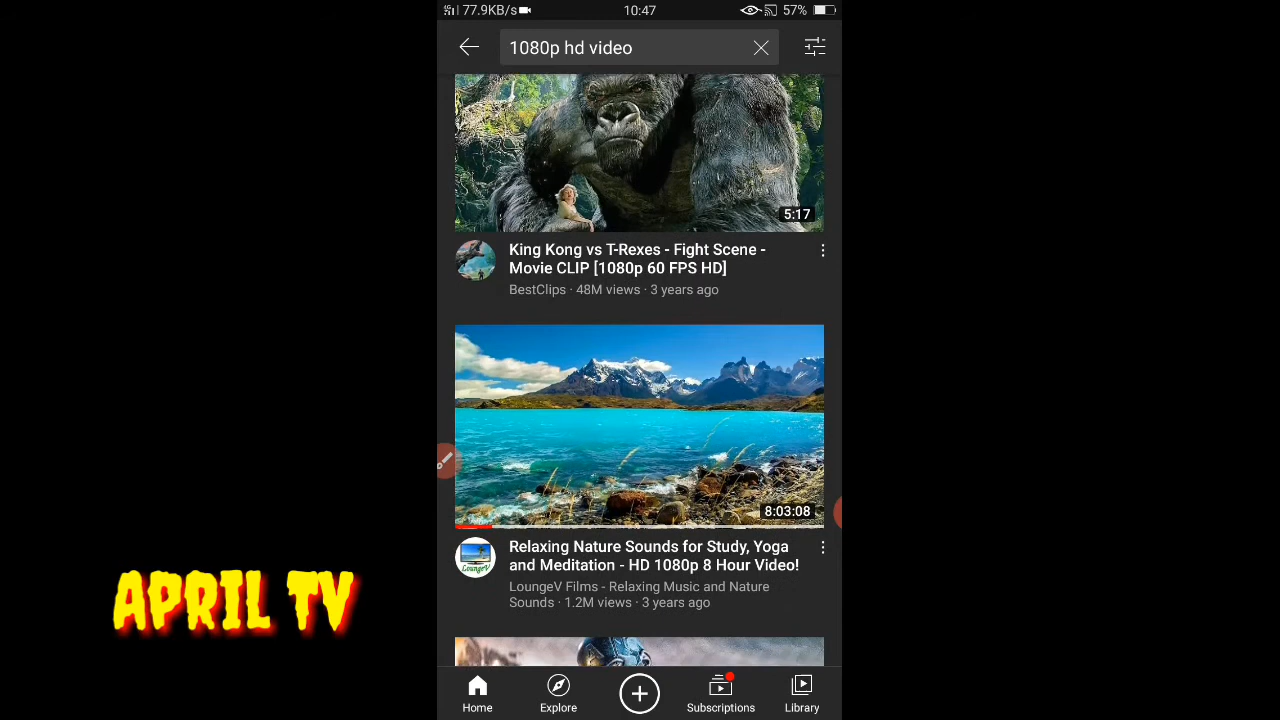 77.9KB/s 10:47 57%
1080p hd video
5:17
King Kong vs T-Rexes - Fight Scene -
Movie CLIP [1080p 60 FPS HD]
BestClips · 48M views · 3 years ago
8:03:08
LoungeV
Relaxing Nature Sounds for Study, Yoga
and Meditation - HD 1080p 8 Hour Video!
LoungeV Films - Relaxing Music and Nature
Sounds · 1.2M views · 3 years ago
APRIL TV
Home Explore Subscriptions Library